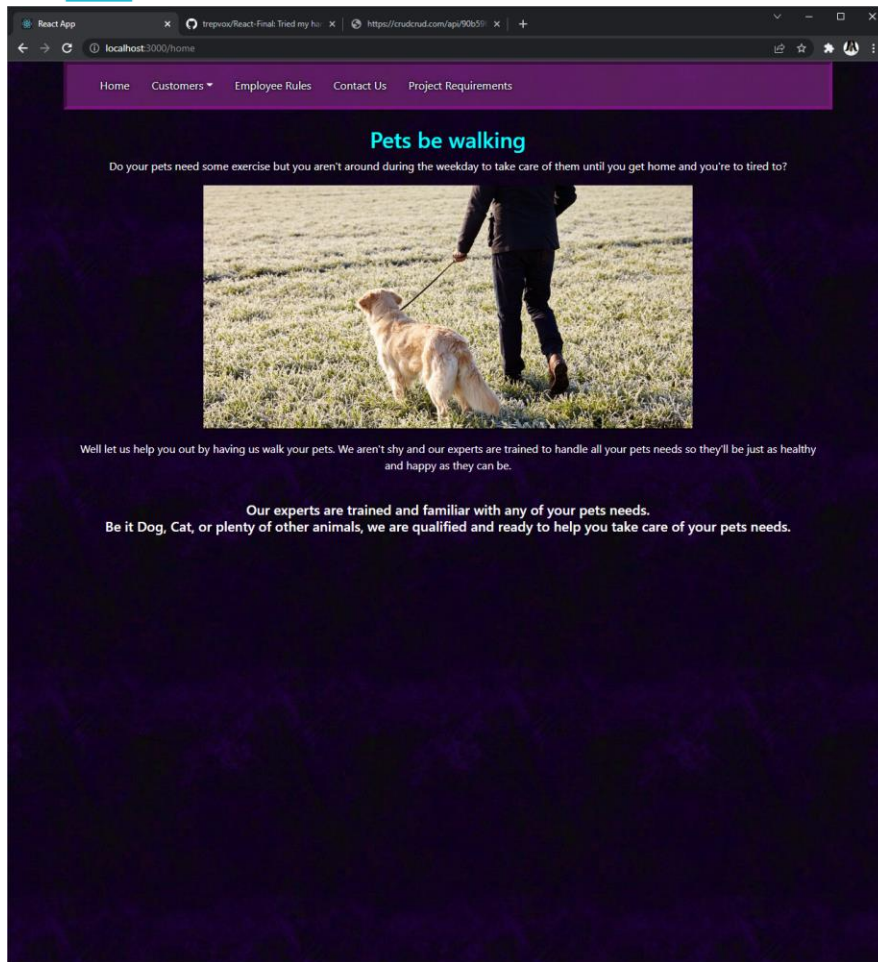 React App
trepvox/React-Final: Tried my ha
https://crudcrud.com/api/90b59
localhost:3000/home
Home Customers Employee Rules Contact Us Project Requirements
Pets be walking
Do your pets need some exercise but you aren't around during the weekday to take care of them until you get home and you're to tired to?
Well let us help you out by having us walk your pets. We aren't shy and our experts are trained to handle all your pets needs so they'll be just as healthy
and happy as they can be.
Our experts are trained and familiar with any of your pets needs.
Be it Dog, Cat, or plenty of other animals, we are qualified and ready to help you take care of your pets needs.